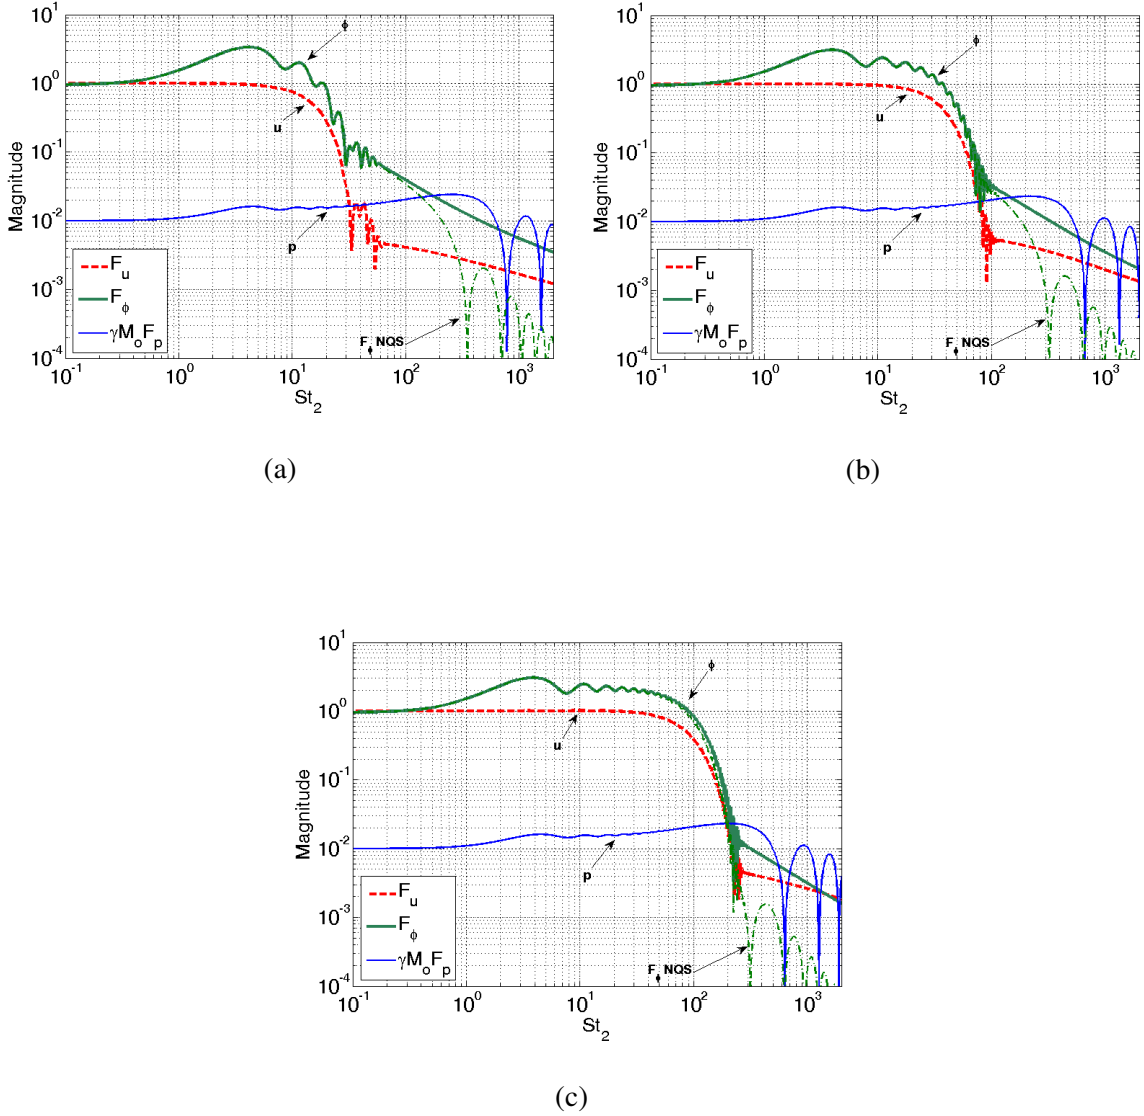 10^1
10^0
10^-1
10^-2
10^-3
10^-4
Magnitude
ϕ
u
p
F_u
F_ϕ
γM_oF_p
F_ϕ^NQS
10^-1 10^0 10^1 10^2 10^3
St_2
(a)
10^1
10^0
10^-1
10^-2
10^-3
10^-4
Magnitude
ϕ
u
p
F_u
F_ϕ
γM_oF_p
F_ϕ^NQS
10^-1 10^0 10^1 10^2 10^3
St_2
(b)
10^1
10^0
10^-1
10^-2
10^-3
10^-4
Magnitude
ϕ
u
p
F_u
F_ϕ
γM_oF_p
F_ϕ NQS
10^-1 10^0 10^1 10^2 10^3
St_2
(c)